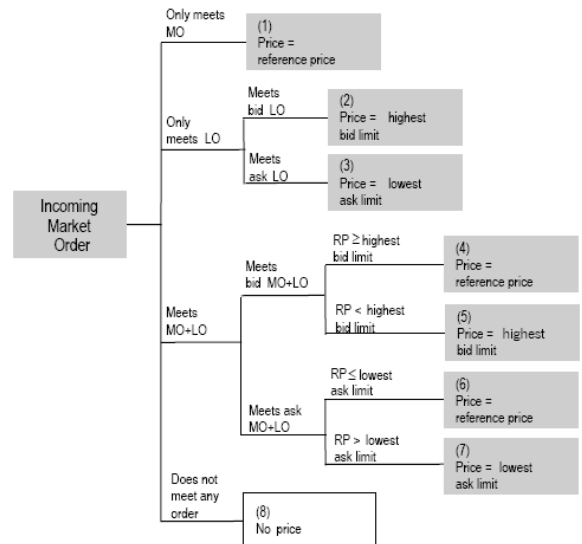 Only meets
MO
(1)
Price =
reference price
Only
meets LO
Meets
bid LO
(2)
Price = highest
bid limit
Meets
ask LO
(3)
Price = lowest
ask limit
Incoming
Market
Order
Meets
MO+LO
Meets
bid MO+LO
RP ≥ highest
bid limit
(4)
Price =
reference price
RP < highest
bid limit
(5)
Price = highest
bid limit
Meets ask
MO+LO
RP ≤ lowest
ask limit
(6)
Price =
reference price
RP > lowest
ask limit
(7)
Price = lowest
ask limit
Does not
meet any
order
(8)
No price